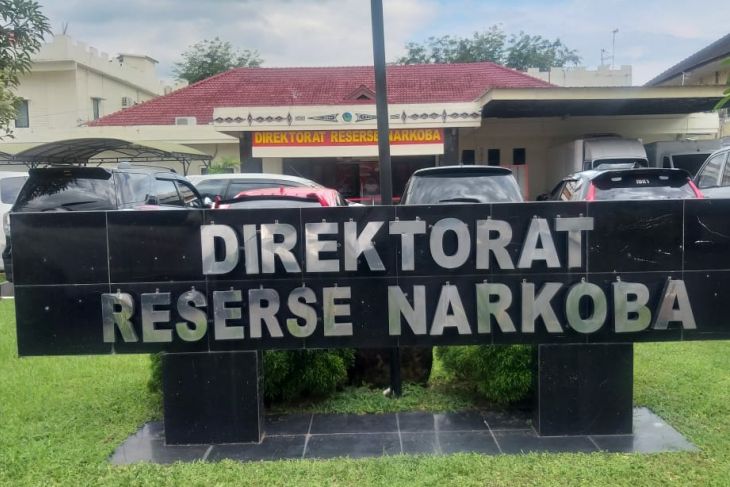 DIREKTORAT RESERSE NARKOBA
DIREKTORAT
RESERSE NARKOBA